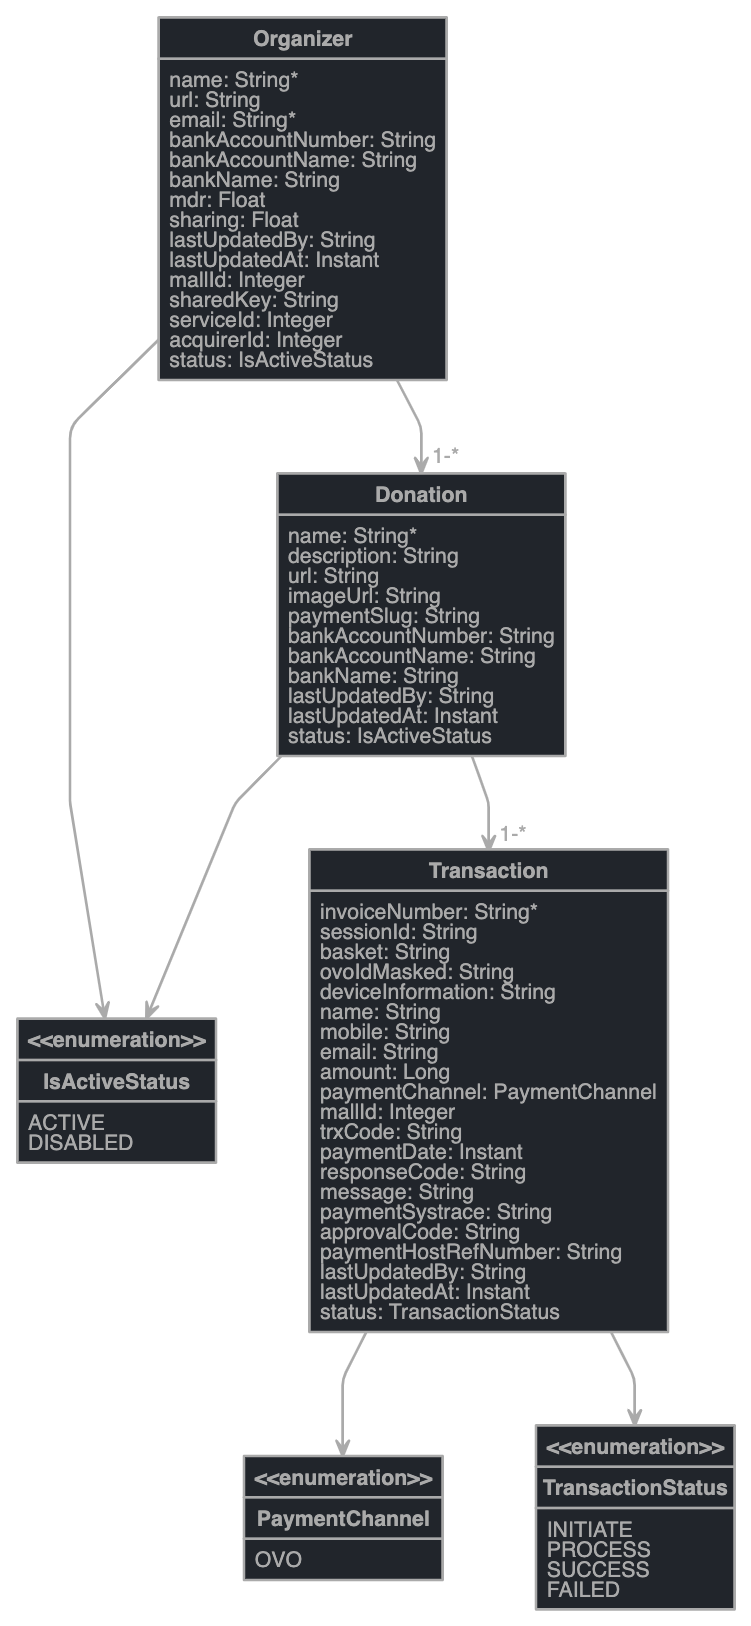 Organizer
name: String*
url: String
email: String*
bankAccountNumber: String
bankAccountName: String
bankName: String
mdr: Float
sharing: Float
lastUpdatedBy: String
lastUpdatedAt: Instant
mallId: Integer
sharedKey: String
serviceId: Integer
acquirerId: Integer
status: IsActiveStatus
1-*
Donation
name: String*
description: String
url: String
imageUrl: String
paymentSlug: String
bankAccountNumber: String
bankAccountName: String
bankName: String
lastUpdatedBy: String
lastUpdatedAt: Instant
status: IsActiveStatus
1-*
Transaction
invoiceNumber: String*
sessionId: String
basket: String
ovoIdMasked: String
deviceInformation: String
name: String
mobile: String
email: String
amount: Long
paymentChannel: PaymentChannel
mallId: Integer
trxCode: String
paymentDate: Instant
responseCode: String
message: String
paymentSystrace: String
approvalCode: String
paymentHostRefNumber: String
lastUpdatedBy: String
lastUpdatedAt: Instant
status: TransactionStatus
<<enumeration>>
IsActiveStatus
ACTIVE
DISABLED
<<enumeration>>
PaymentChannel
OVO
<<enumeration>>
TransactionStatus
INITIATE
PROCESS
SUCCESS
FAILED